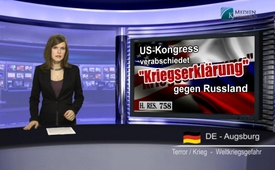 US-Kongress
verabschiedet
"Kriegserklärung"
gegen Russland
H. RES. 758
DE - Augsburg
Terror / Krieg - Weltkriegsgefahr